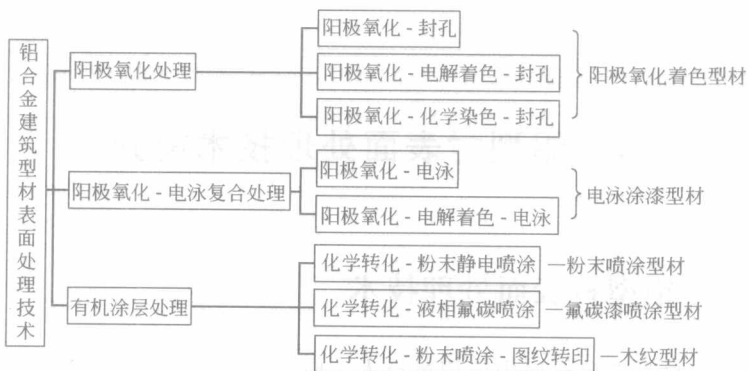 铝合金建筑型材表面处理技术
阳极氧化处理
阳极氧化-封孔
阳极氧化-电解着色-封孔
阳极氧化-化学染色-封孔
阳极氧化着色型材
阳极氧化-电泳复合处理
阳极氧化-电泳
阳极氧化-电解着色-电泳
电泳涂漆型材
有机涂层处理
化学转化-粉末静电喷涂
粉末喷涂型材
化学转化-液相氟碳喷涂
氟碳漆喷涂型材
化学转化-粉末喷涂-图纹转印
木纹型材